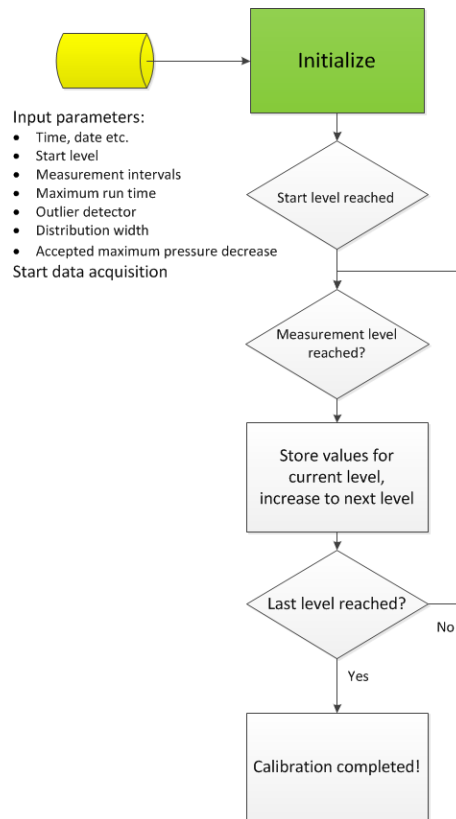 Initialize
Input parameters:
• Time, date etc.
• Start level
• Measurement intervals
• Maximum run time
• Outlier detector
• Distribution width
• Accepted maximum pressure decrease
Start data acquisition
Start level reached
Measurement level
reached?
Store values for
current level,
increase to next level
Last level reached?
No
Yes
Calibration completed!